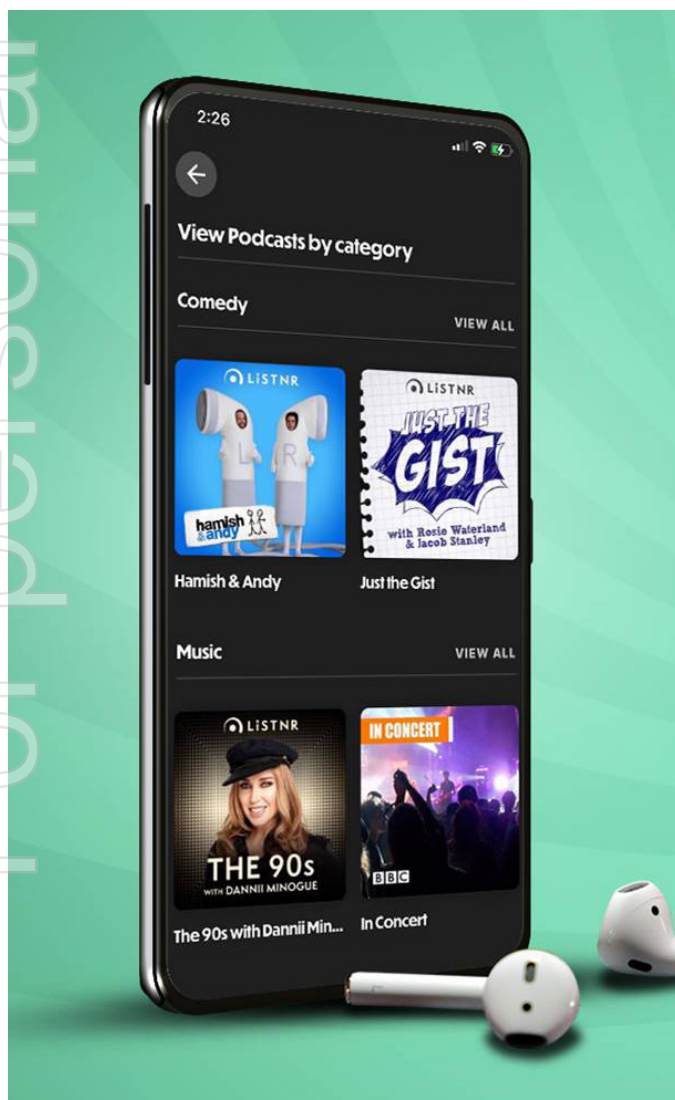 For personal
2:26
View Podcasts by category
Comedy
VIEW ALL
LiSTNR
L R
hamish
& andy
LiSTNR
JUST THE
GIST
with Rosie Waterland
& Jacob Stanley
Hamish & Andy
Just the Gist
Music
VIEW ALL
LiSTNR
THE 90s
WITH DANNII MINOGUE
IN CONCERT
BBC
The 90s with Dannii Min...
In Concert
L